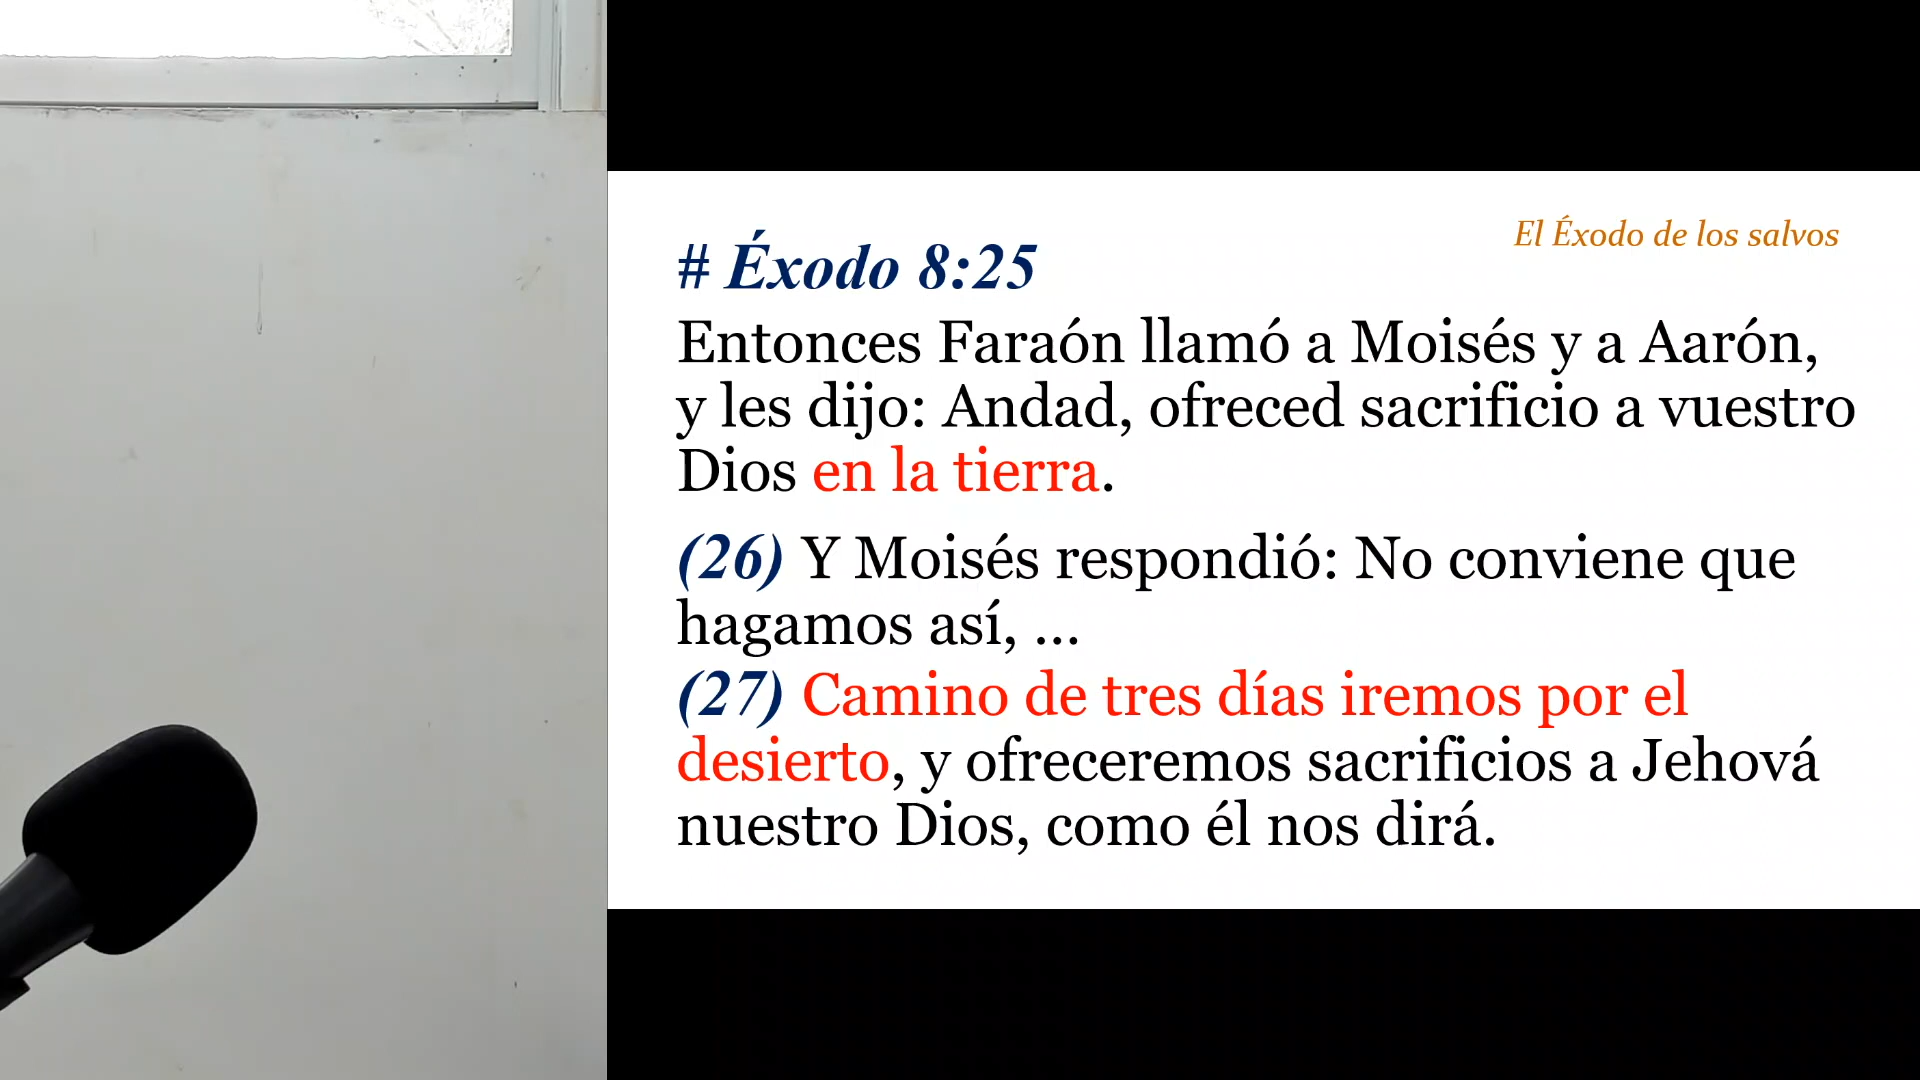 El Éxodo de los salvos
# Éxodo 8:25
Entonces Faraón llamó a Moisés y a Aarón,
y les dijo: Andad, ofreced sacrificio a vuestro
Dios en la tierra.
(26) Y Moisés respondió: No conviene que
hagamos así, ...
(27) Camino de tres días iremos por el
desierto, y ofreceremos sacrificios a Jehová
nuestro Dios, como él nos dirá.